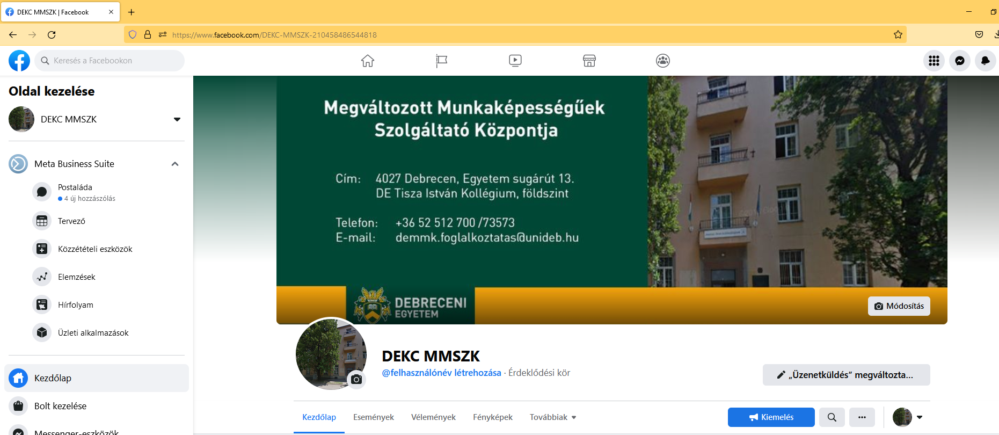 DEKC MMSZK | Facebook
https://www.facebook.com/DEKC-MMSZK-210458486544818
Keresés a Facebookon
Oldal kezelése
DEKC MMSZK
Meta Business Suite
Postaláda
4 új hozzászólás
Tervező
Közzétételi eszközök
Elemzések
Hírfolyam
Üzleti alkalmazások
Kezdőlap
Bolt kezelése
Messenger-eszközök
Megváltozott Munkaképességűek
Szolgáltató Központja
Cím: 4027 Debrecen, Egyetem sugárút 13.
DE Tisza István Kollégium, földszint
Telefon: +36 52 512 700 /73573
E-mail: demmk.foglalkoztatas@unideb.hu
DEBRECENI
EGYETEM
Módosítás
DEKC MMSZK
@felhasználónév létrehozása · Érdeklődési kör
„Üzenetküldés” megváltozta...
Kezdőlap Események Vélemények Fényképek Továbbiak
Kiemelés